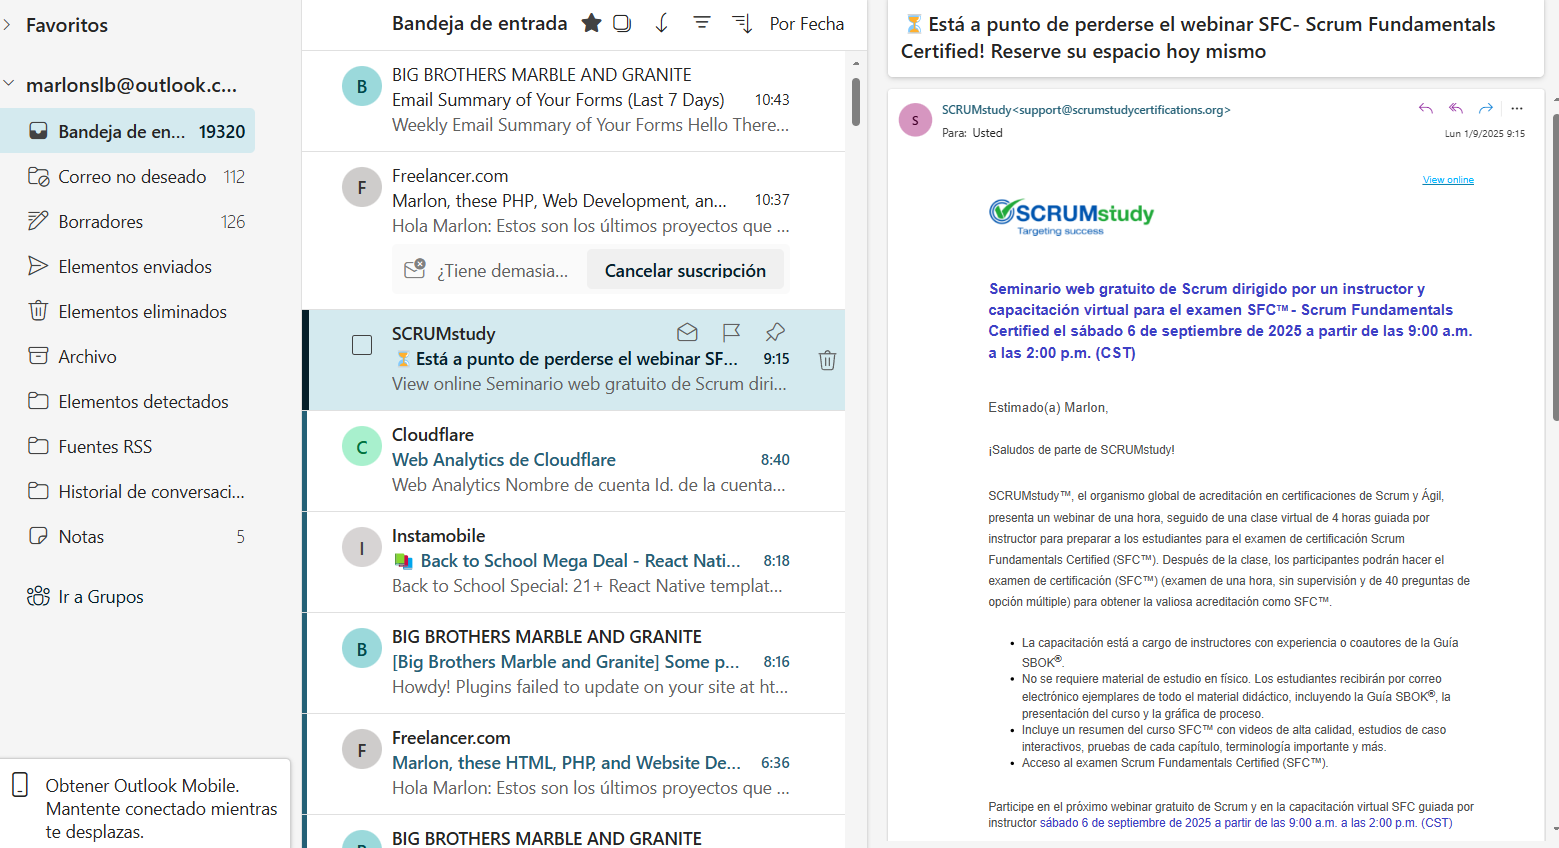 Favoritos
marlonslb@outlook.c...
Bandeja de en... 19320
Correo no deseado 112
Borradores 126
Elementos enviados
Elementos eliminados
Archivo
Elementos detectados
Fuentes RSS
Historial de conversaci...
Notas 5
Ir a Grupos
Obtener Outlook Mobile.
Mantente conectado mientras
te desplazas.
Bandeja de entrada Por Fecha
B
BIG BROTHERS MARBLE AND GRANITE
Email Summary of Your Forms (Last 7 Days) 10:43
Weekly Email Summary of Your Forms Hello There...
F
Freelancer.com
Marlon, these PHP, Web Development, an... 10:37
Hola Marlon: Estos son los últimos proyectos que ...
¿Tiene demasia... Cancelar suscripción
SCRUMstudy
⏳Está a punto de perderse el webinar SF... 9:15
View online Seminario web gratuito de Scrum diri...
C
Cloudflare
Web Analytics de Cloudflare 8:40
Web Analytics Nombre de cuenta Id. de la cuenta...
I
Instamobile
Back to School Mega Deal - React Nati... 8:18
Back to School Special: 21+ React Native templat...
B
BIG BROTHERS MARBLE AND GRANITE
[Big Brothers Marble and Granite] Some p... 8:16
Howdy! Plugins failed to update on your site at ht...
F
Freelancer.com
Marlon, these HTML, PHP, and Website De... 6:36
Hola Marlon: Estos son los últimos proyectos que ...
B
BIG BROTHERS MARBLE AND GRANITE
⏳Está a punto de perderse el webinar SFC- Scrum Fundamentals
Certified! Reserve su espacio hoy mismo
S
SCRUMstudy<support@scrumstudycertifications.org>
Para: Usted
Lun 1/9/2025 9:15
View online
SCRUMstudy
Targeting success
Seminario web gratuito de Scrum dirigido por un instructor y
capacitación virtual para el examen SFC™ - Scrum Fundamentals
Certified el sábado 6 de septiembre de 2025 a partir de las 9:00 a.m.
a las 2:00 p.m. (CST)
Estimado(a) Marlon,
¡Saludos de parte de SCRUMstudy!
SCRUMstudy™, el organismo global de acreditación en certificaciones de Scrum y Ágil,
presenta un webinar de una hora, seguido de una clase virtual de 4 horas guiada por
instructor para preparar a los estudiantes para el examen de certificación Scrum
Fundamentals Certified (SFC™). Después de la clase, los participantes podrán hacer el
examen de certificación (SFC™) (examen de una hora, sin supervisión y de 40 preguntas de
opción múltiple) para obtener la valiosa acreditación como SFC™.
• La capacitación está a cargo de instructores con experiencia o coautores de la Guía
SBOK®.
• No se requiere material de estudio en físico. Los estudiantes recibirán por correo
electrónico ejemplares de todo el material didáctico, incluyendo la Guía SBOK®, la
presentación del curso y la gráfica de proceso.
• Incluye un resumen del curso SFC™ con videos de alta calidad, estudios de caso
interactivos, pruebas de cada capítulo, terminología importante y más.
• Acceso al examen Scrum Fundamentals Certified (SFC™).
Participe en el próximo webinar gratuito de Scrum y en la capacitación virtual SFC guiada por
instructor sábado 6 de septiembre de 2025 a partir de las 9:00 a.m. a las 2:00 p.m. (CST)